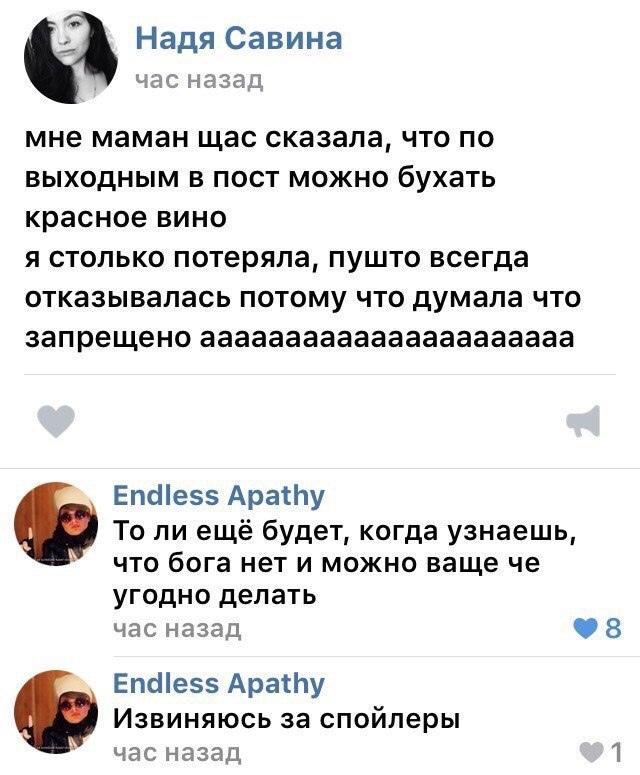 Надя Савина
час назад
мне маман щас сказала, что по
выходным в пост можно бухать
красное вино
я столько потеряла, пушто всегда
отказывалась потому что думала что
запрещено аааааааааааааааааааааа
Endless Apathy
То ли ещё будет, когда узнаешь,
что бога нет и можно ваще че
угодно делать
час назад
8
Endless Apathy
Извиняюсь за спойлеры
час назад
1